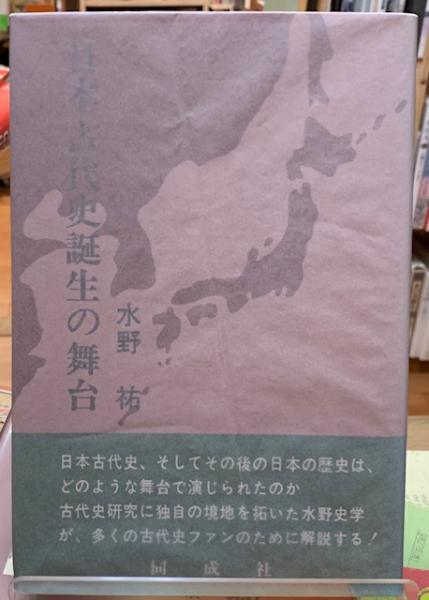 日本古代史誕生の舞台
水野 祐
日本古代史、そしてその後の日本の歴史は、
どのような舞台で演じられたのか
古代史研究に独自の境地を拓いた水野史学
が、多くの古代史ファンのために解説する！
同成社